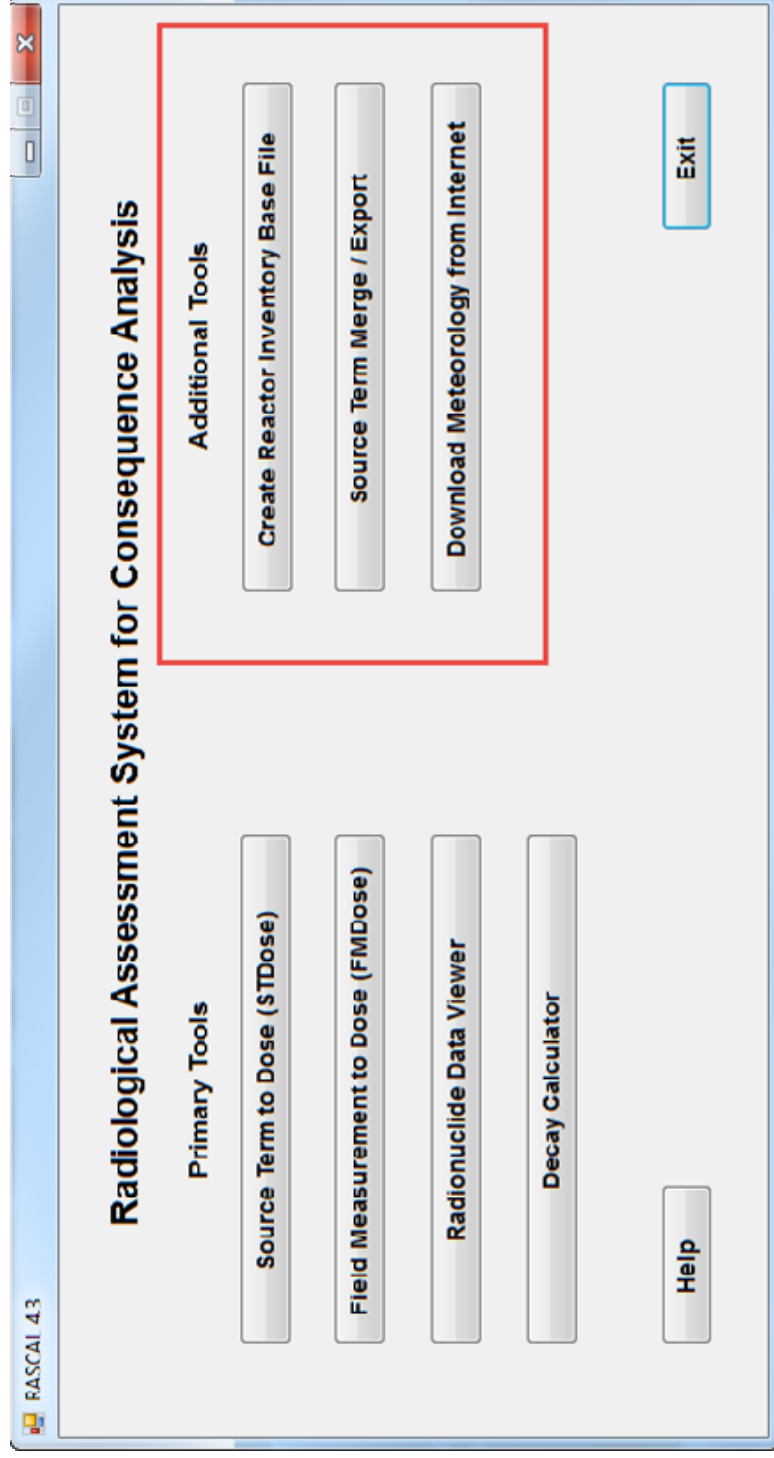 RASCAL 4.3
Radiological Assessment System for Consequence Analysis
Primary Tools
Source Term to Dose (STDose)
Field Measurement to Dose (FMDose)
Radionuclide Data Viewer
Decay Calculator
Help
Additional Tools
Create Reactor Inventory Base File
Source Term Merge / Export
Download Meteorology from Internet
Exit